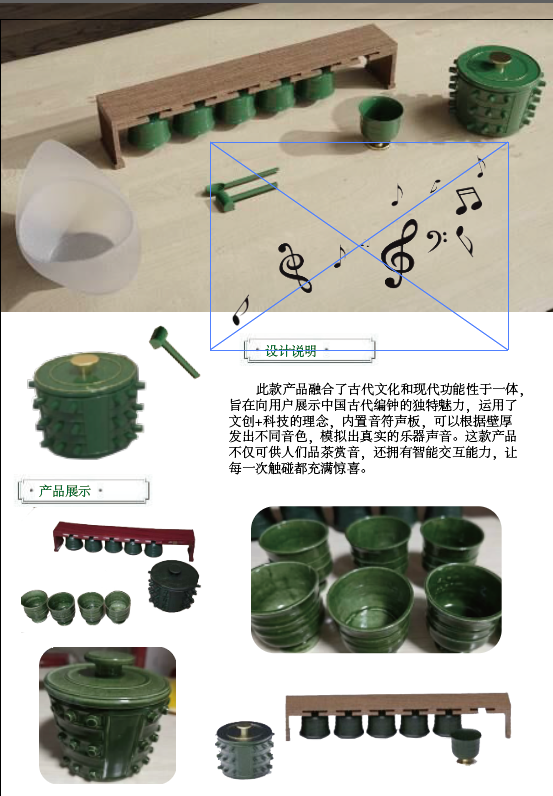 设计说明
此款产品融合了古代文化和现代功能性于一体，
旨在向用户展示中国古代编钟的独特魅力，运用了
文创+科技的理念，内置音符声板，可以根据壁厚
发出不同音色，模拟出真实的乐器声音。这款产品
不仅可供人们品茶赏音，还拥有智能交互能力，让
每一次触碰都充满惊喜。
产品展示